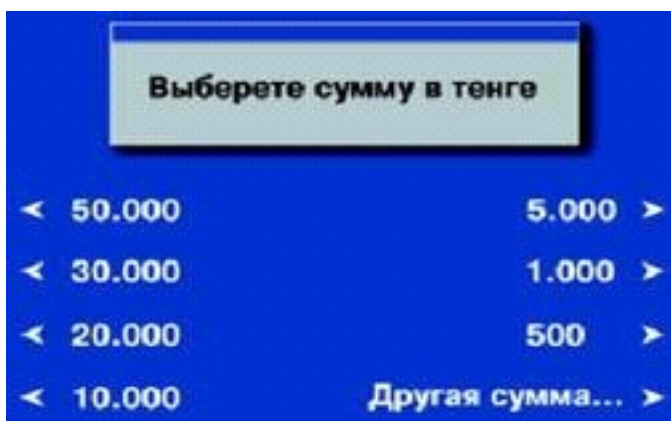 Выберете сумму в тенге
< 50.000 5.000 >
< 30.000 1.000 >
< 20.000 500 >
< 10.000 Другая сумма... >